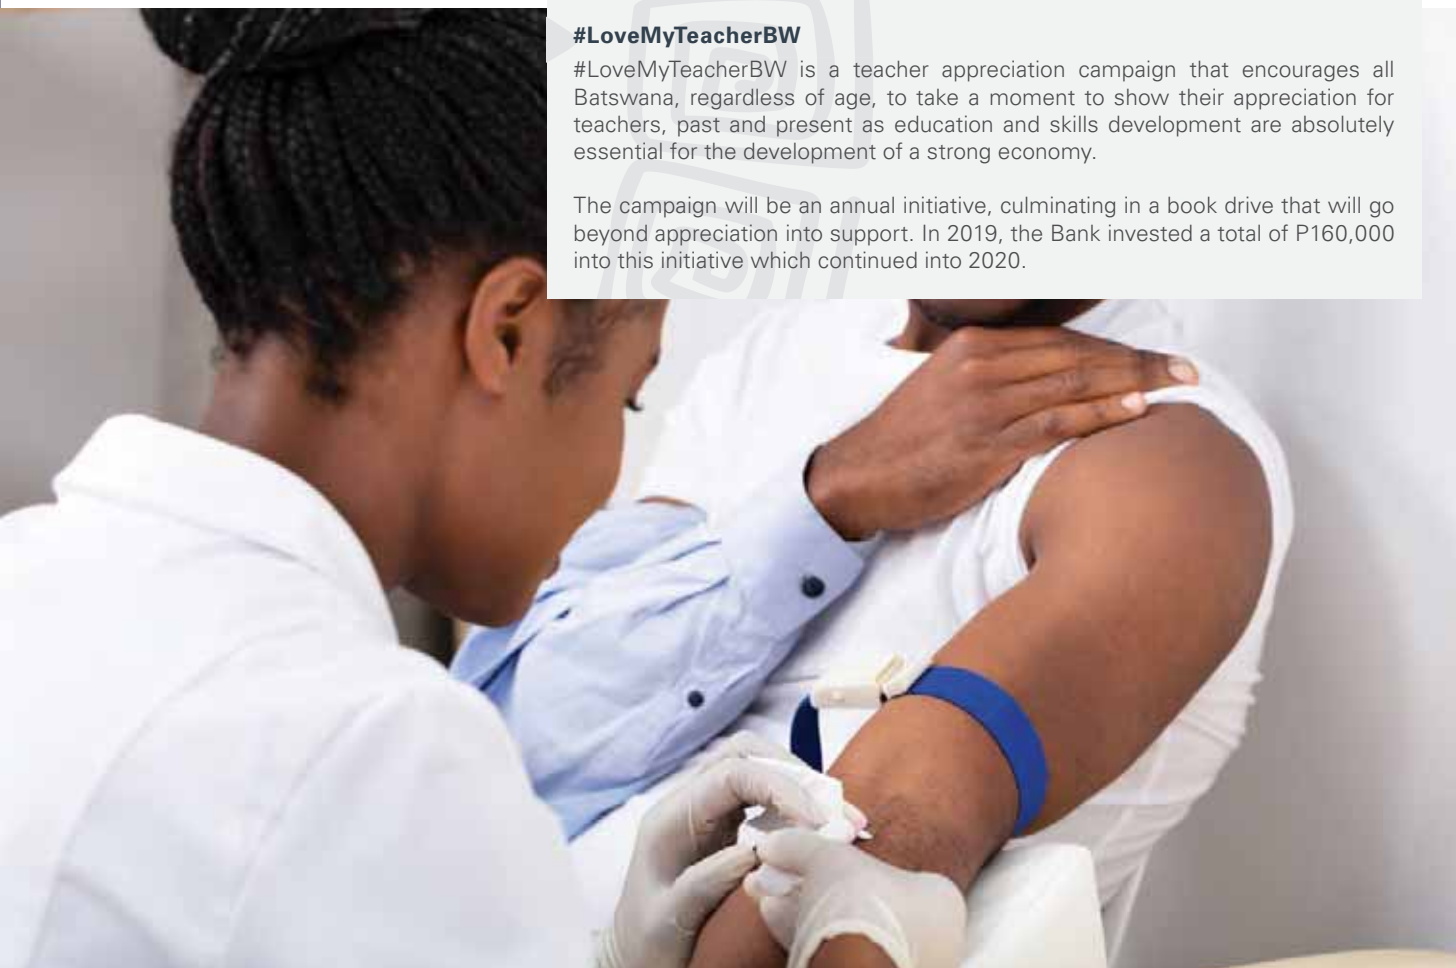 #LoveMyTeacherBW
#LoveMyTeacherBW is a teacher appreciation campaign that encourages all
Batswana, regardless of age, to take a moment to show their appreciation for
teachers, past and present as education and skills development are absolutely
essential for the development of a strong economy.
The campaign will be an annual initiative, culminating in a book drive that will go
beyond appreciation into support. In 2019, the Bank invested a total of P160,000
into this initiative which continued into 2020.